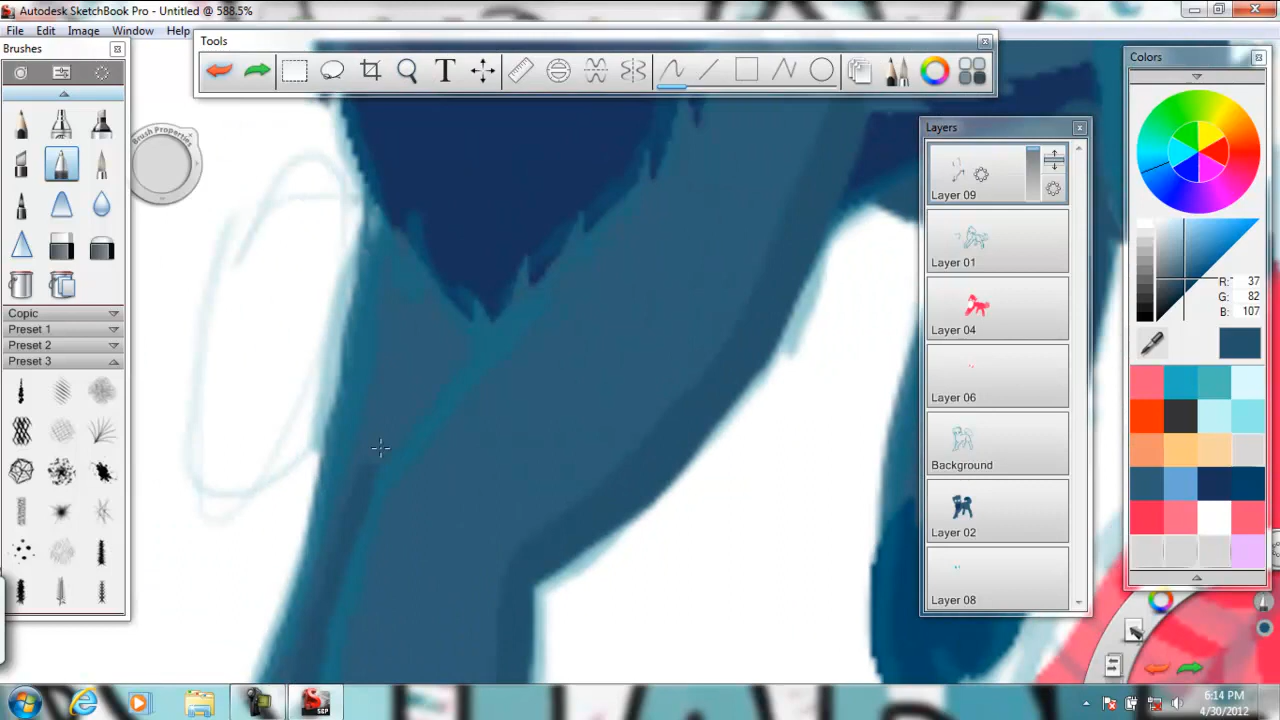 Autodesk SketchBook Pro - Untitled @ 588.5%
File Edit Image Window Help
Brushes
Tools
T
Brush Properties
Layers
Layer 09
Layer 01
Layer 04
Layer 06
Background
Layer 02
Layer 08
Colors
R: 37
G: 82
B: 107
Copic
Preset 1
Preset 2
Preset 3
SEP
6:14 PM
4/30/2012